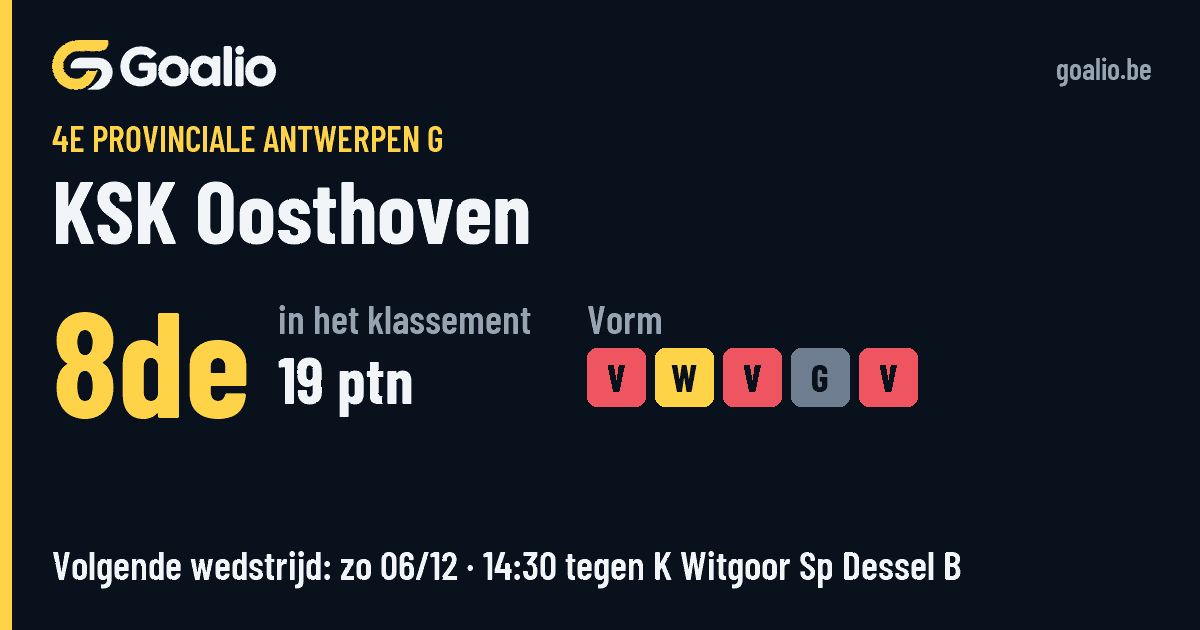 Goalio
goalio.be
4E PROVINCIALE ANTWERPEN G
KSK Oosthoven
8de
in het klassement
19 ptn
Vorm
V W V G V
Volgende wedstrijd: zo 06/12 · 14:30 tegen K Witgoor Sp Dessel B